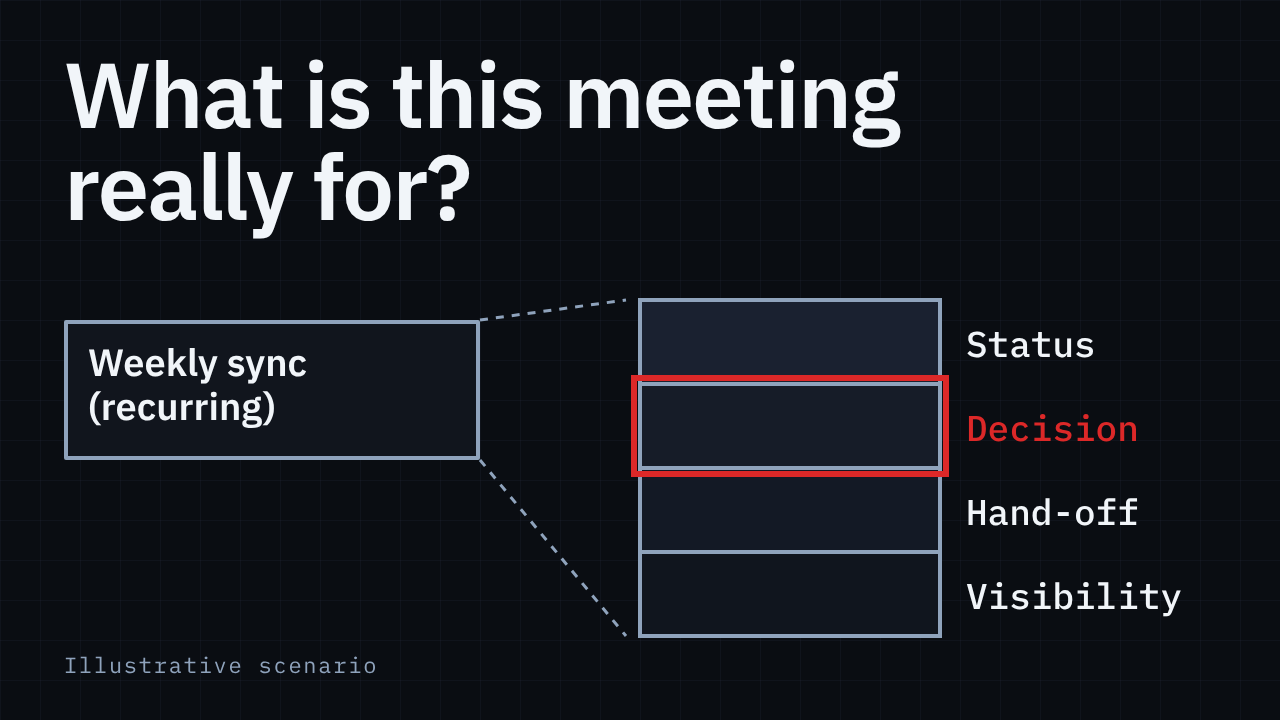 What is this meeting
really for?
Weekly sync
(recurring)
Status
Decision
Hand-off
Visibility
Illustrative scenario